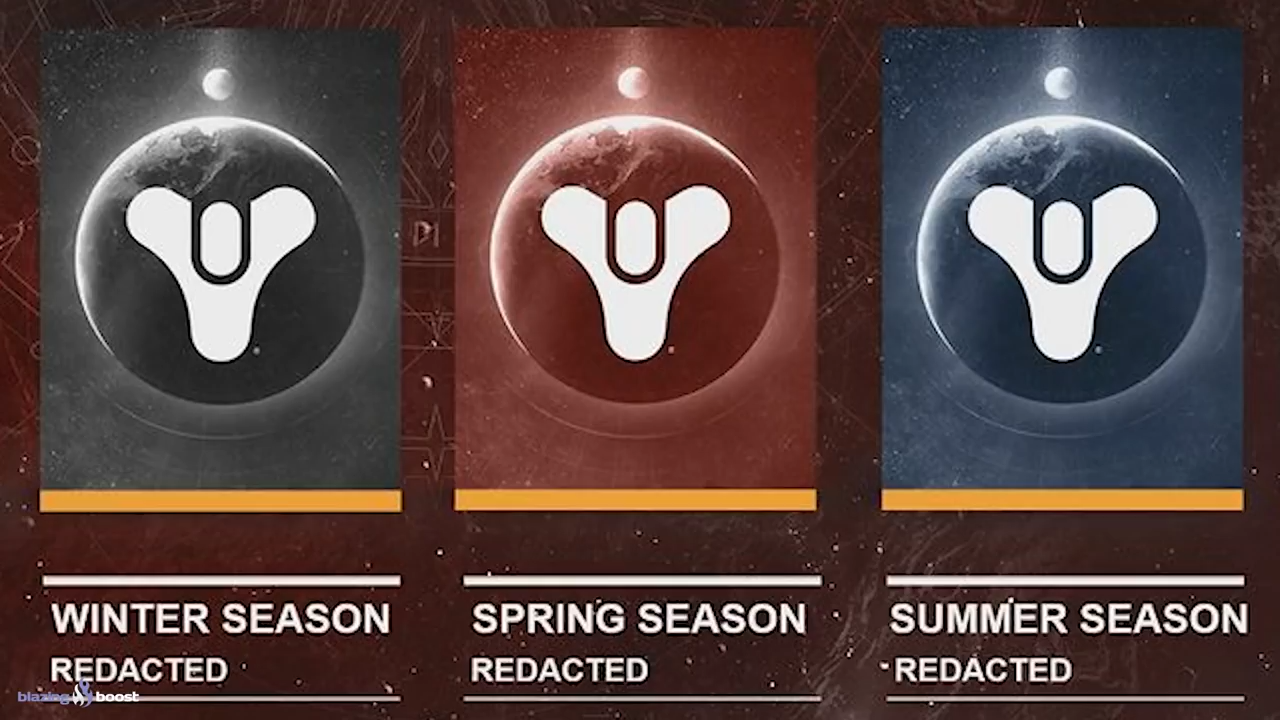 WINTER SEASON
REDACTED
SPRING SEASON
REDACTED
SUMMER SEASON
REDACTED
blazing boost